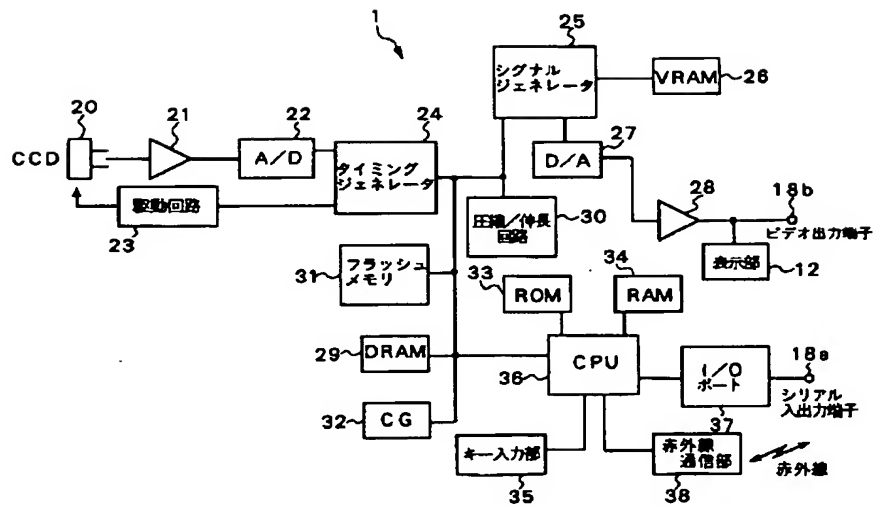 1
25
シグナル
ジェネレータ
VRAM
26
20
21
22
24
CCD
A/D
タイミング
ジェネレータ
27
D/A
28
18b
ビデオ出力端子
駆動回路
23
圧縮/伸長
回路
30
表示部
12
31
フラッシュ
メモリ
33
ROM
34
RAM
29
DRAM
36
CPU
I/O
ポート
37
18a
シリアル
入出力端子
32
CG
キー入力部
35
赤外線
通信部
38
赤外線